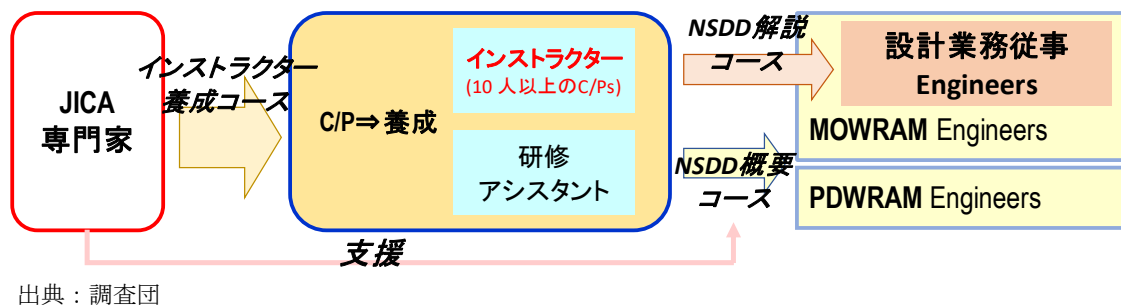 JICA
専門家
インストラクター
養成コース
C/P⇒養成
インストラクター
(10 人以上のC/Ps)
研修
アシスタント
NSDD解説
コース
NSDD概要
コース
設計業務従事
Engineers
MOWRAM Engineers
PDWRAM Engineers
支援
出典：調査団